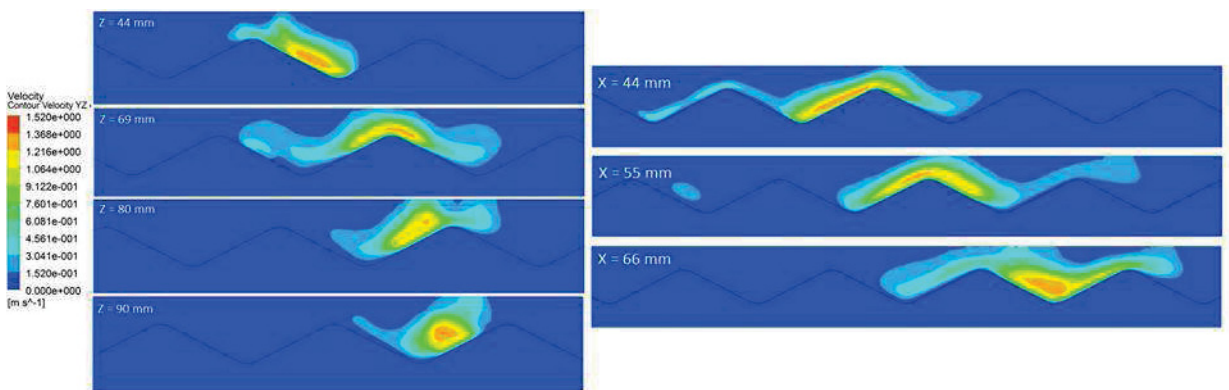 Z = 44 mm
Velocity
Contour Velocity YZ
1.520e+000
1.368e+000
1.216e+000
1.064e+000
9.122e-001
7.601e-001
6.081e-001
4.561e-001
3.041e-001
1.520e-001
0.000e+000
[m s^-1]
Z = 69 mm
Z = 80 mm
Z = 90 mm
X = 44 mm
X = 55 mm
X = 66 mm